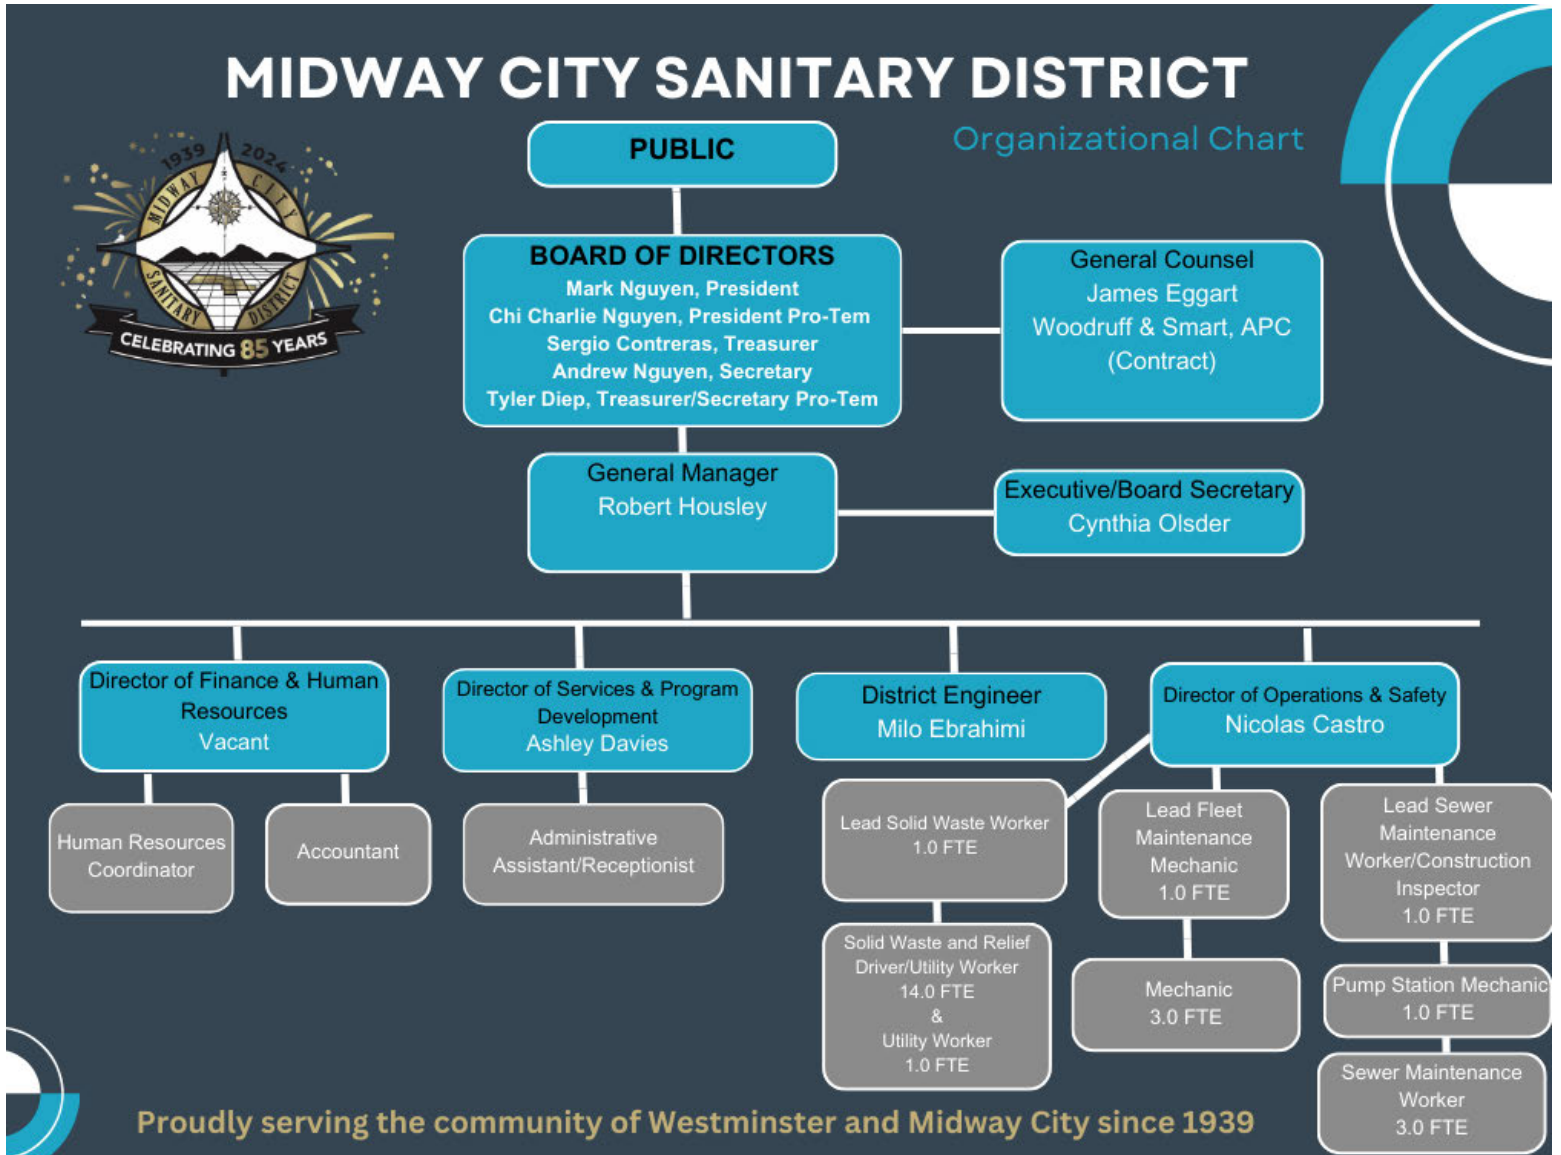 MIDWAY CITY SANITARY DISTRICT
Organizational Chart
1939 2024
MIDWAY CITY
SANITARY DISTRICT
CELEBRATING 85 YEARS
PUBLIC
BOARD OF DIRECTORS
Mark Nguyen, President
Chi Charlie Nguyen, President Pro-Tem
Sergio Contreras, Treasurer
Andrew Nguyen, Secretary
Tyler Diep, Treasurer/Secretary Pro-Tem
General Counsel
James Eggart
Woodruff & Smart, APC
(Contract)
General Manager
Robert Housley
Executive/Board Secretary
Cynthia Olsder
Director of Finance & Human
Resources
Vacant
Director of Services & Program
Development
Ashley Davies
District Engineer
Milo Ebrahimi
Director of Operations & Safety
Nicolas Castro
Human Resources
Coordinator
Accountant
Administrative
Assistant/Receptionist
Lead Solid Waste Worker
1.0 FTE
Lead Fleet
Maintenance
Mechanic
1.0 FTE
Lead Sewer
Maintenance
Worker/Construction
Inspector
1.0 FTE
Solid Waste and Relief
Driver/Utility Worker
14.0 FTE
&
Utility Worker
1.0 FTE
Mechanic
3.0 FTE
Pump Station Mechanic
1.0 FTE
Sewer Maintenance
Worker
3.0 FTE
Proudly serving the community of Westminster and Midway City since 1939